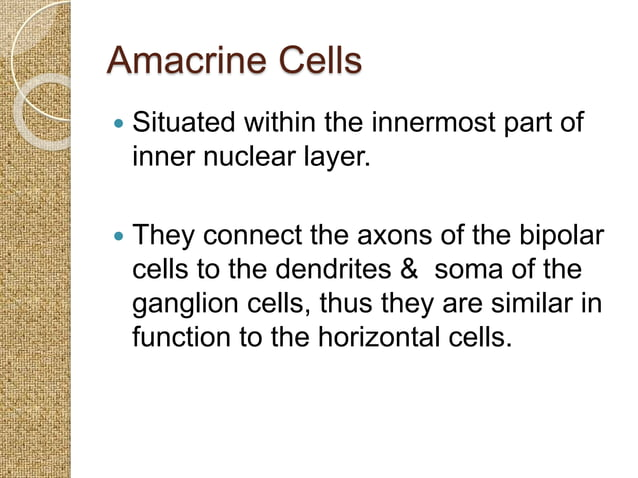 Amacrine Cells
• Situated within the innermost part of
inner nuclear layer.
• They connect the axons of the bipolar
cells to the dendrites &  soma of the
ganglion cells, thus they are similar in
function to the horizontal cells.